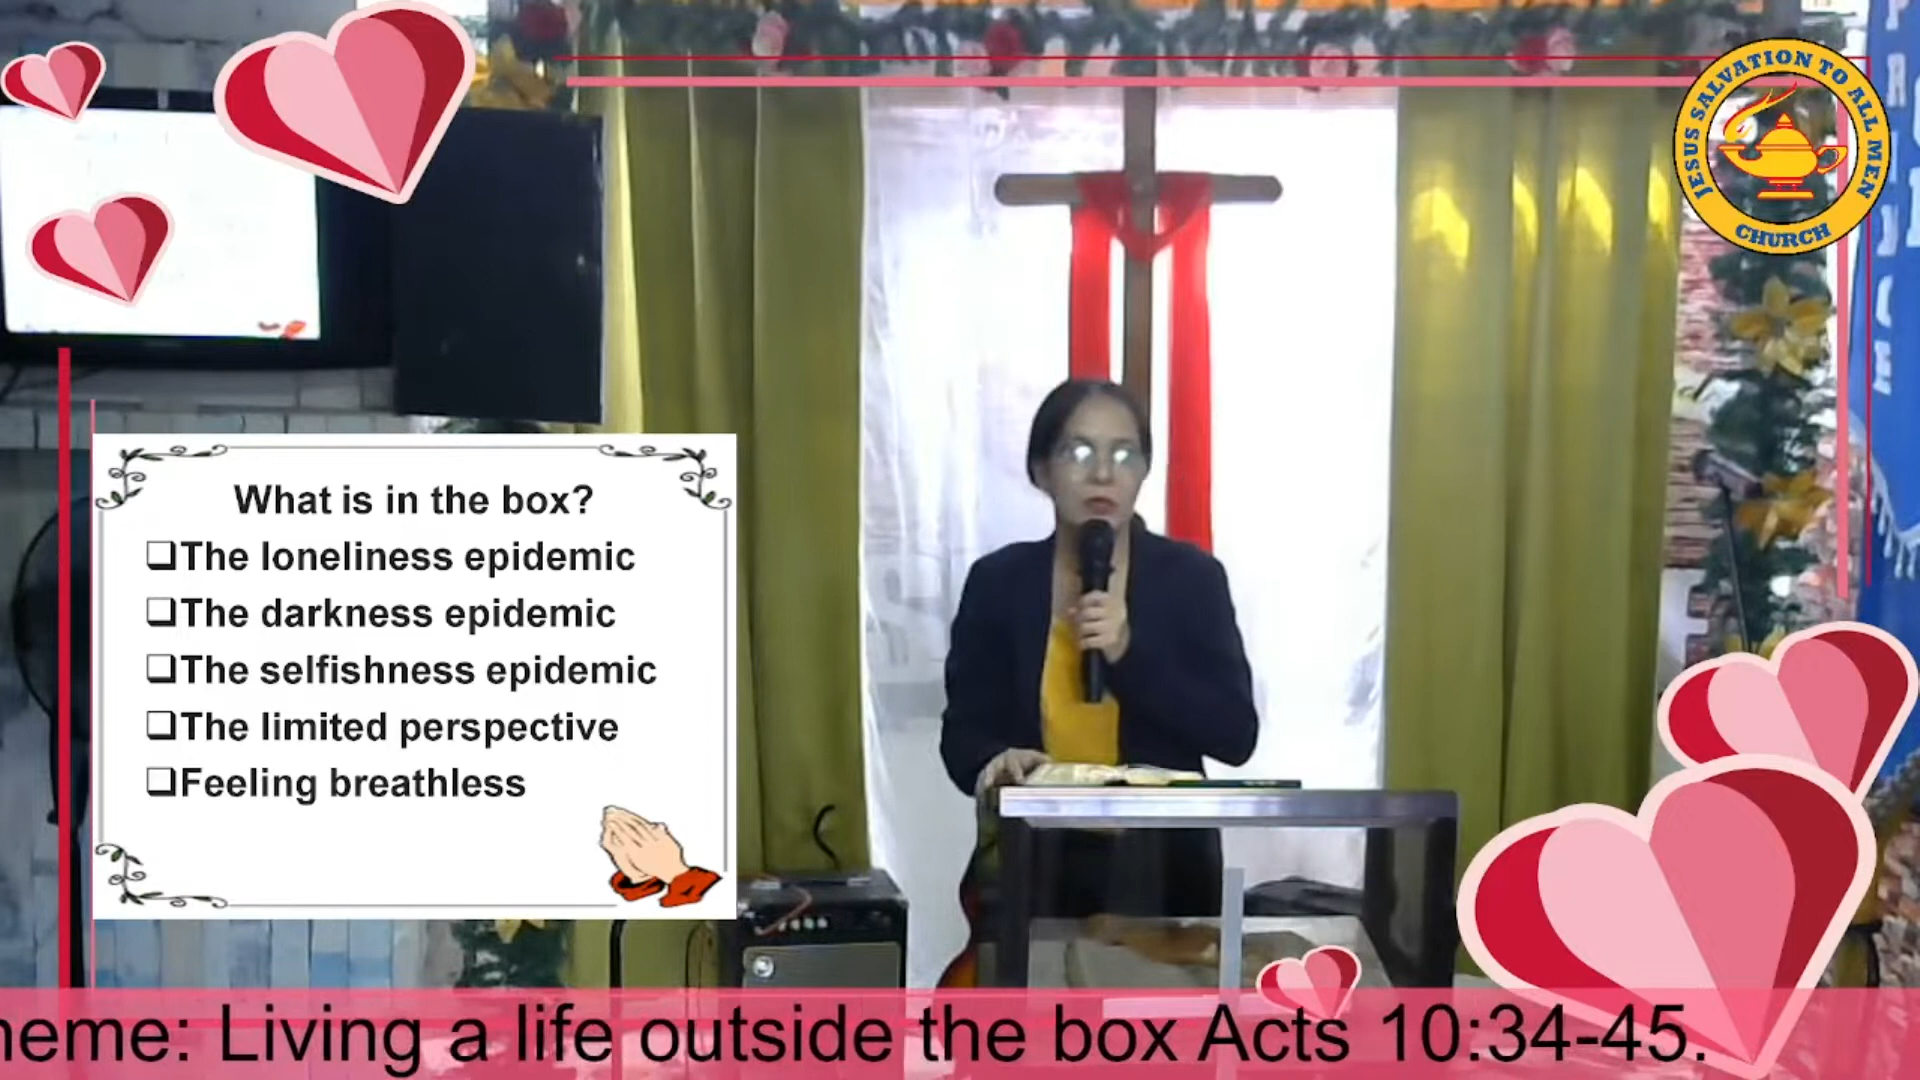 JESUS SALVATION TO ALL MEN
CHURCH
What is in the box?
❑The loneliness epidemic
❑The darkness epidemic
❑The selfishness epidemic
❑The limited perspective
❑Feeling breathless
heme: Living a life outside the box Acts 10:34-45.